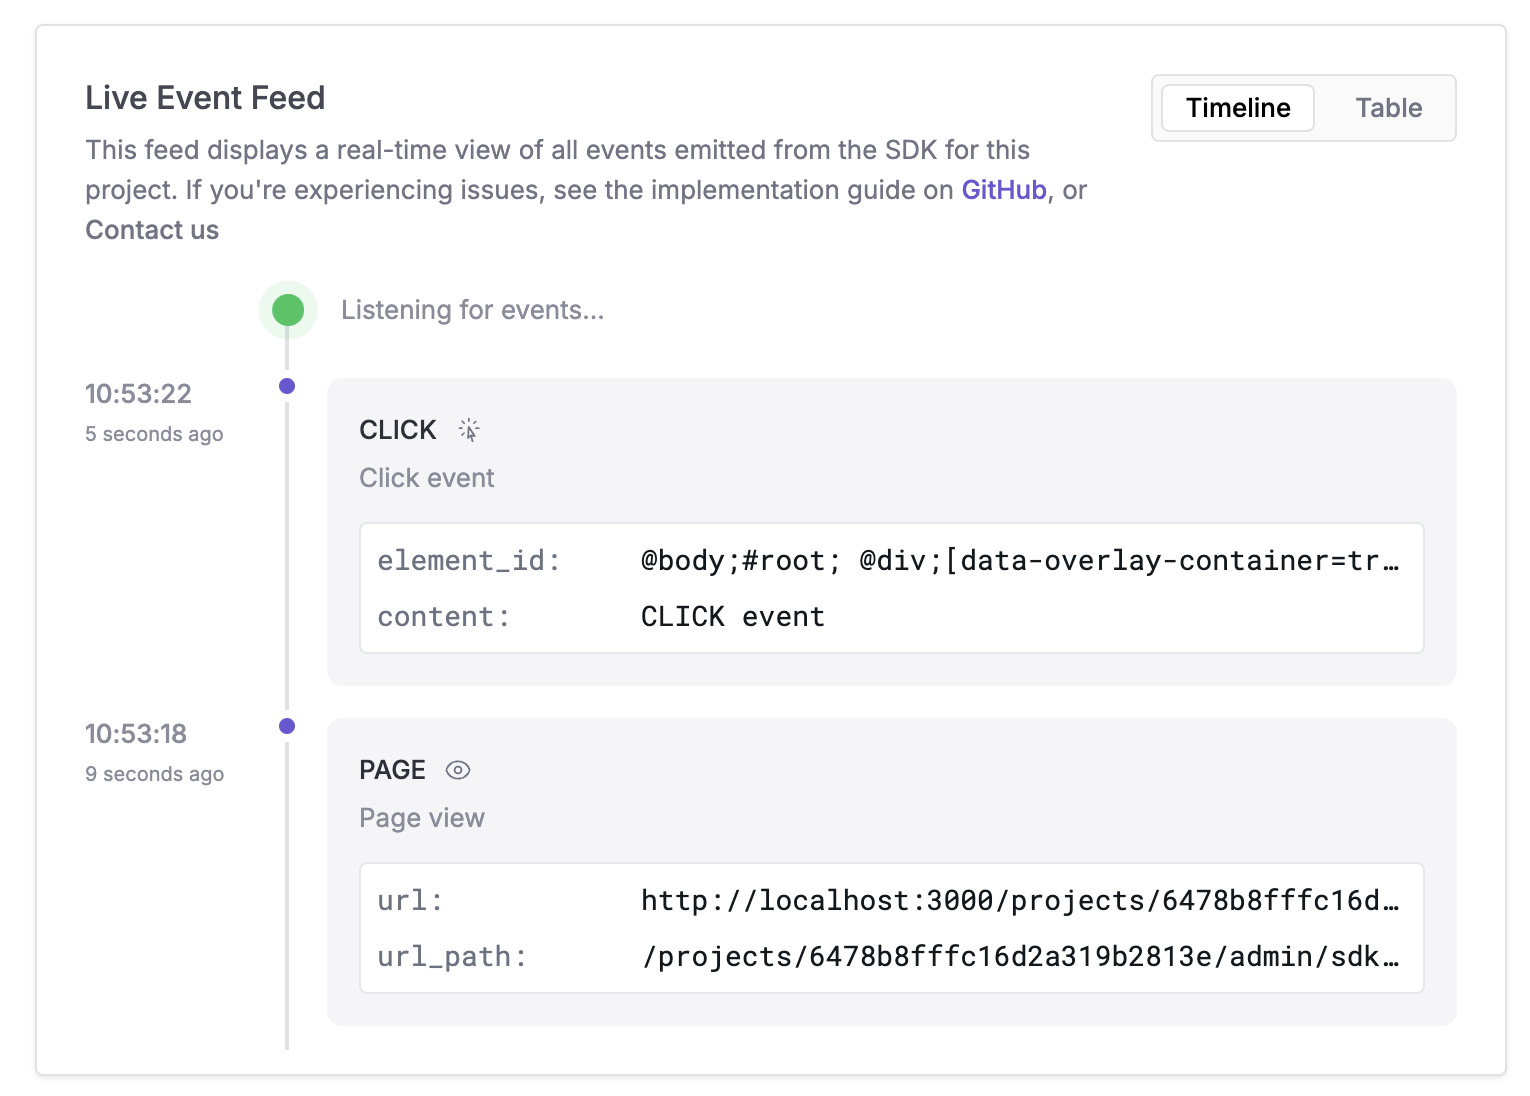 Live Event Feed
Timeline
Table
This feed displays a real-time view of all events emitted from the SDK for this
project. If you're experiencing issues, see the implementation guide on GitHub, or
Contact us
Listening for events...
10:53:22
5 seconds ago
CLICK
Click event
element_id: @body;#root; @div;[data-overlay-container=tr…
content: CLICK event
10:53:18
9 seconds ago
PAGE
Page view
url: http://localhost:3000/projects/6478b8fffc16d…
url_path: /projects/6478b8fffc16d2a319b2813e/admin/sdk…